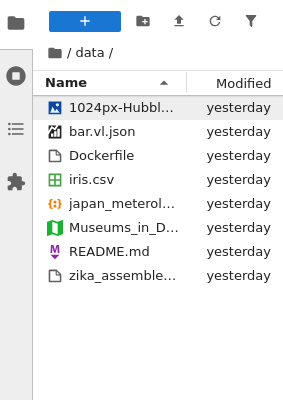 / data /
Name Modified
1024px-Hubbl... yesterday
bar.vl.json yesterday
Dockerfile yesterday
iris.csv yesterday
japan_meterol... yesterday
Museums_in_D... yesterday
README.md yesterday
zika_assemble... yesterday